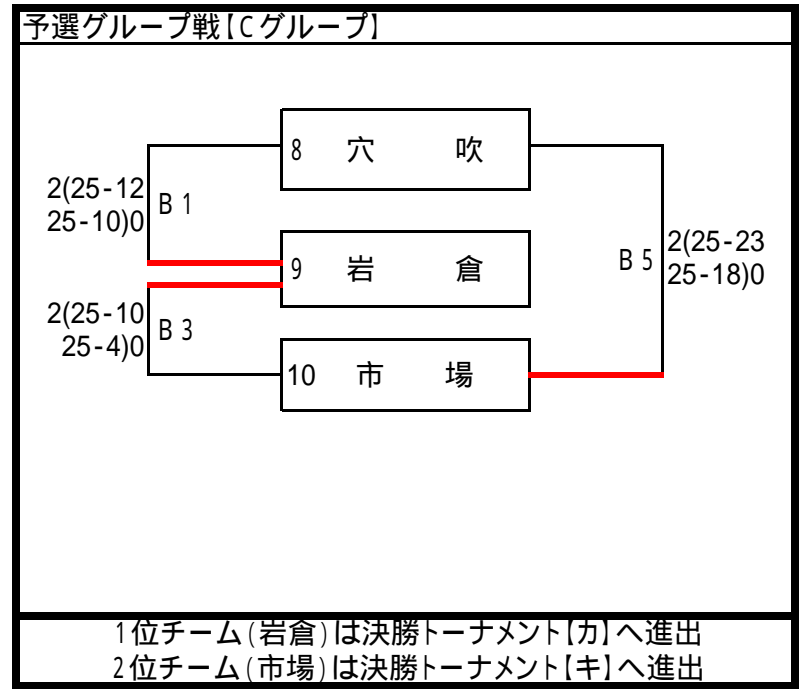 予選グループ戦【Cグループ】
8 穴 吹
2(25-12
25-10)0
B 1
9 岩 倉
B 5
2(25-23
25-18)0
2(25-10
25-4)0
B 3
10 市 場
1位チーム(岩倉)は決勝トーナメント【カ】へ進出
2位チーム(市場)は決勝トーナメント【キ】へ進出